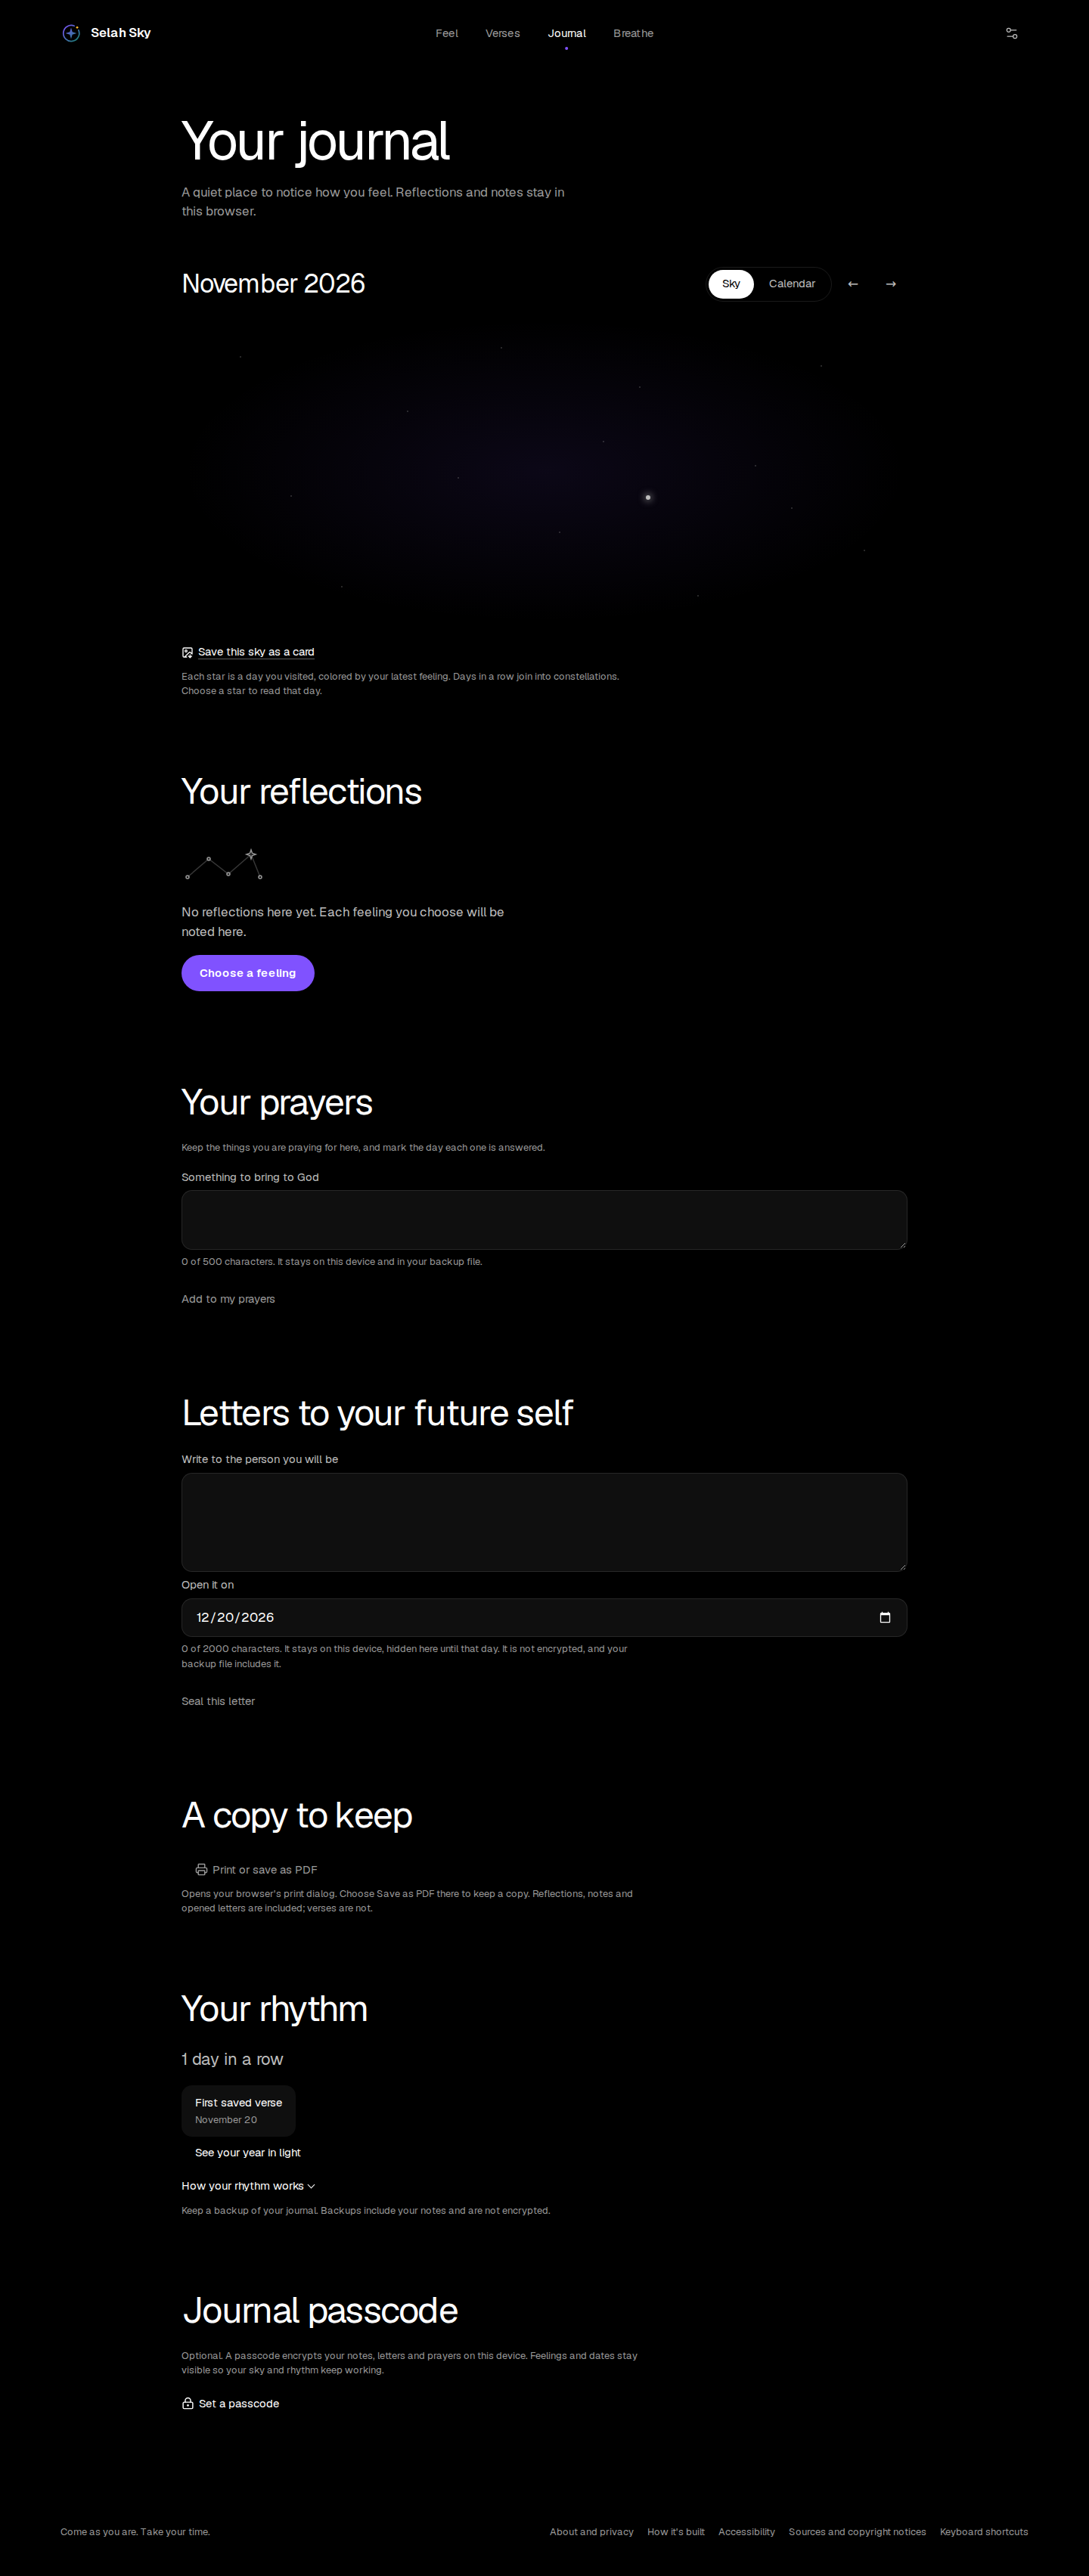 Selah Sky
Feel
Verses
Journal
Breathe
Your journal
A quiet place to notice how you feel. Reflections and notes stay in
this browser.
November 2026
Sky
Calendar
Save this sky as a card
Each star is a day you visited, colored by your latest feeling. Days in a row join into constellations.
Choose a star to read that day.
Your reflections
No reflections here yet. Each feeling you choose will be
noted here.
Choose a feeling
Your prayers
Keep the things you are praying for here, and mark the day each one is answered.
Something to bring to God
0 of 500 characters. It stays on this device and in your backup file.
Add to my prayers
Letters to your future self
Write to the person you will be
Open it on
12/20/2026
0 of 2000 characters. It stays on this device, hidden here until that day. It is not encrypted, and your
backup file includes it.
Seal this letter
A copy to keep
Print or save as PDF
Opens your browser's print dialog. Choose Save as PDF there to keep a copy. Reflections, notes and
opened letters are included; verses are not.
Your rhythm
1 day in a row
First saved verse
November 20
See your year in light
How your rhythm works
Keep a backup of your journal. Backups include your notes and are not encrypted.
Journal passcode
Optional. A passcode encrypts your notes, letters and prayers on this device. Feelings and dates stay
visible so your sky and rhythm keep working.
Set a passcode
Come as you are. Take your time.
About and privacy
How it's built
Accessibility
Sources and copyright notices
Keyboard shortcuts